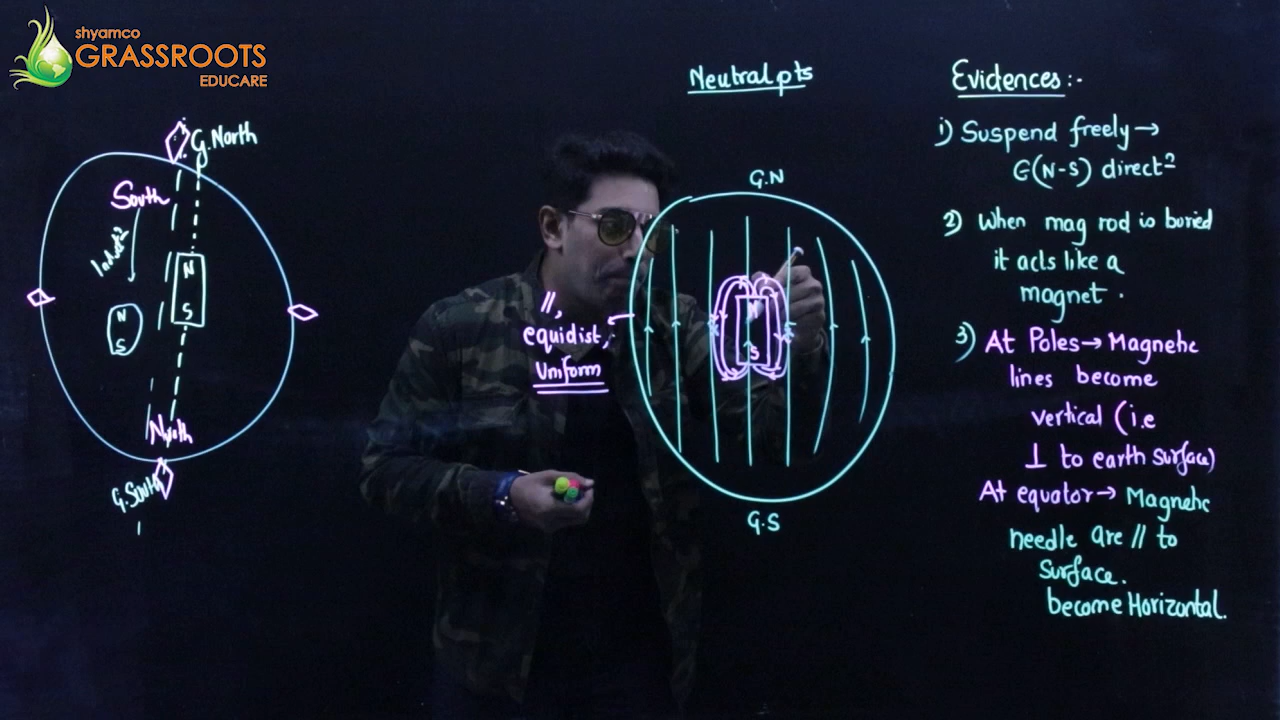 shyamco
GRASSROOTS
EDUCARE
G.North
South
Induct?
N
S
N
S
North
G.South
Neutral pts
G.N
N
S
G.S
//,
equidist,
Uniform
Evidences:-
1) Suspend freely →
G(N-S) direct?
2) When mag rod is buried
it acts like a
magnet.
3) At Poles → Magnetic
lines become
vertical (i.e
⊥ to earth surface)
At equator → Magnetic
needle are // to
surface.
become Horizontal.